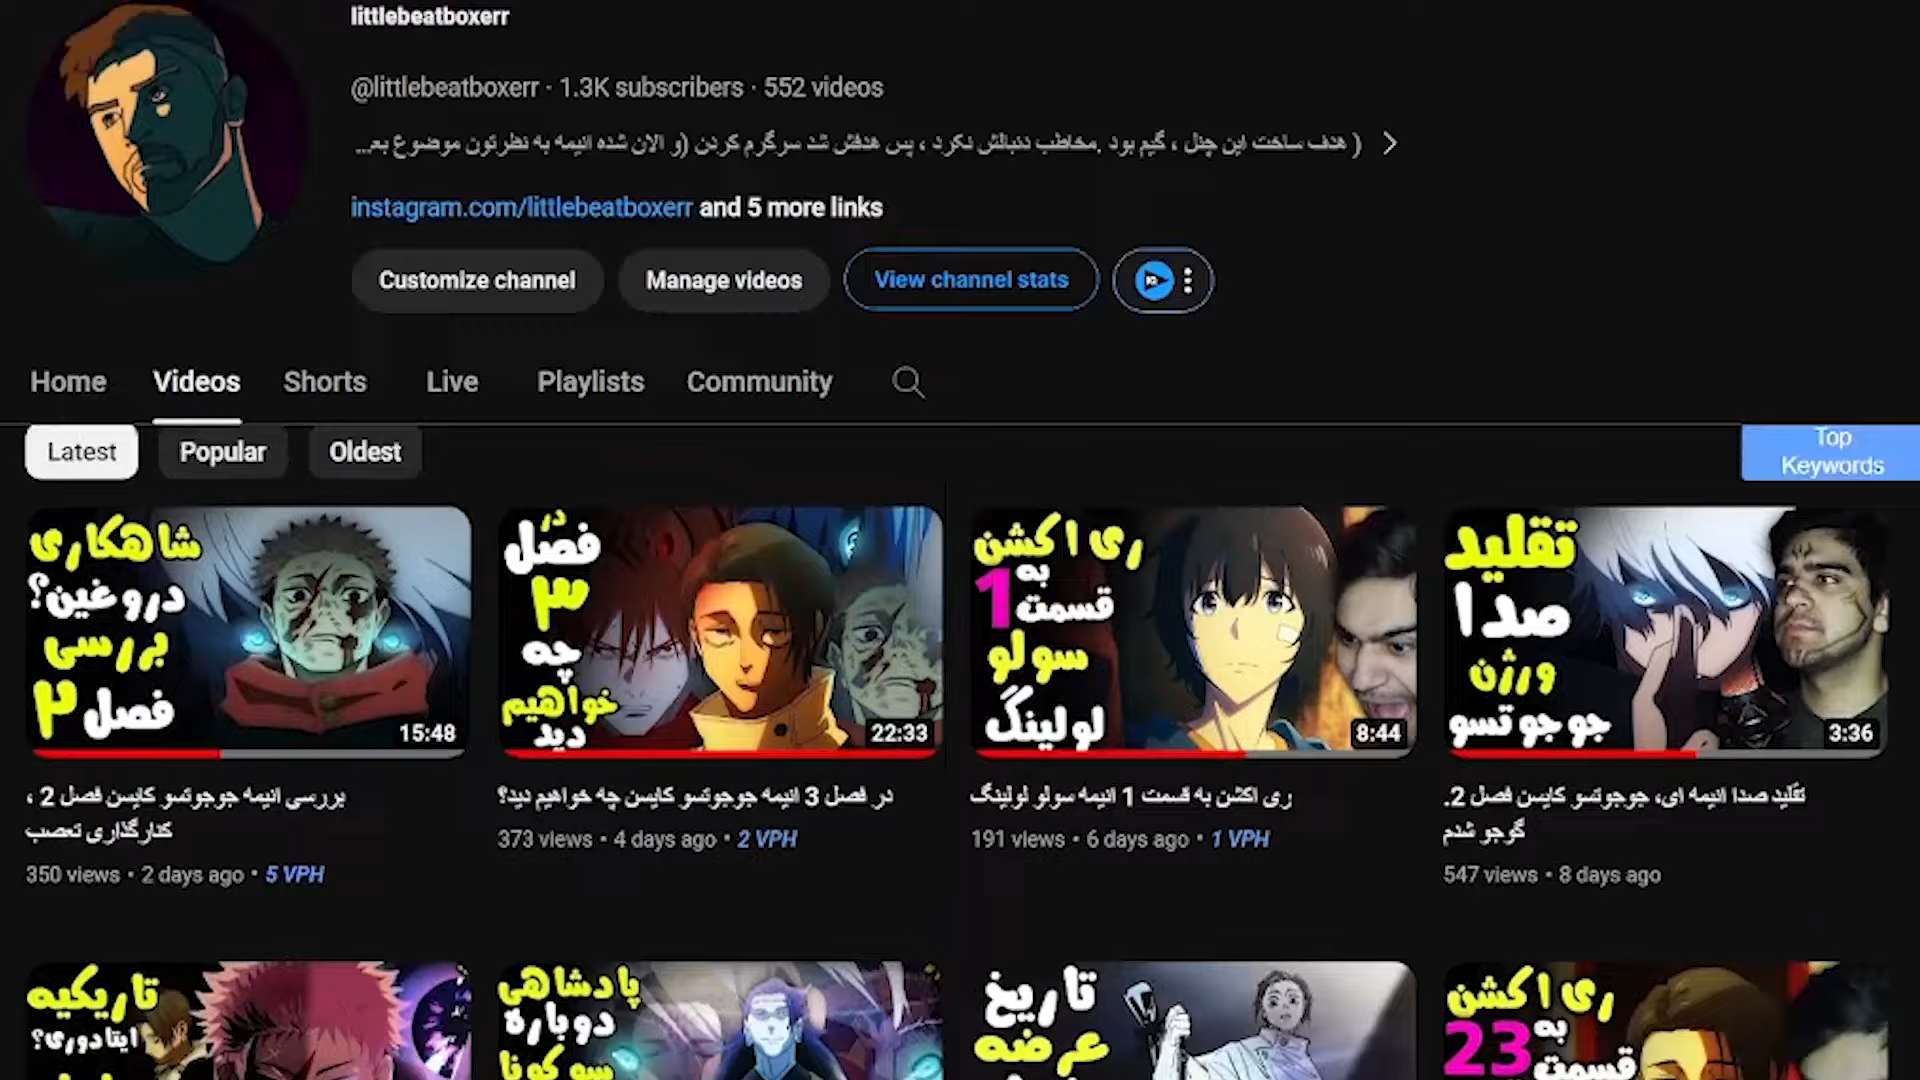 littlebeatboxerr
@littlebeatboxerr · 1.3K subscribers · 552 videos
( هدف ساخت این چنل ، گیم بود .مخاطب دنبالش نکرد ، پس هدفش شد سرگرم کردن (و الان شده انیمه به نظرتون موضوع بعـ...
instagram.com/littlebeatboxerr and 5 more links
Customize channel
Manage videos
View channel stats
Home
Videos
Shorts
Live
Playlists
Community
Latest
Popular
Oldest
Top
Keywords
شاهکاری
دروغین؟
بررسی
فصل ۲
15:48
در
فصل
۳
چه
خواهیم
دید
22:33
ری اکشن
به
قسمت 1
سولو
لولینگ
8:44
تقلید
صدا
ورژن
جوجوتسو
3:36
بررسی انیمه جوجوتسو کایسن فصل 2 ،
کنارگذاری تعصب
350 views • 2 days ago • 5 VPH
در فصل 3 انیمه جوجوتسو کایسن چه خواهیم دید؟
373 views • 4 days ago • 2 VPH
ری اکشن به قسمت 1 انیمه سولو لولینگ
191 views • 6 days ago • 1 VPH
تقلید صدا انیمه ای، جوجوتسو کایسن فصل 2.
گوجو شدم
547 views • 8 days ago
تاریکیه
ایتادوری؟
پادشاهی
دوباره
سوکونا
تاریخ
عرضه
ری اکشن
به
قسمت 23